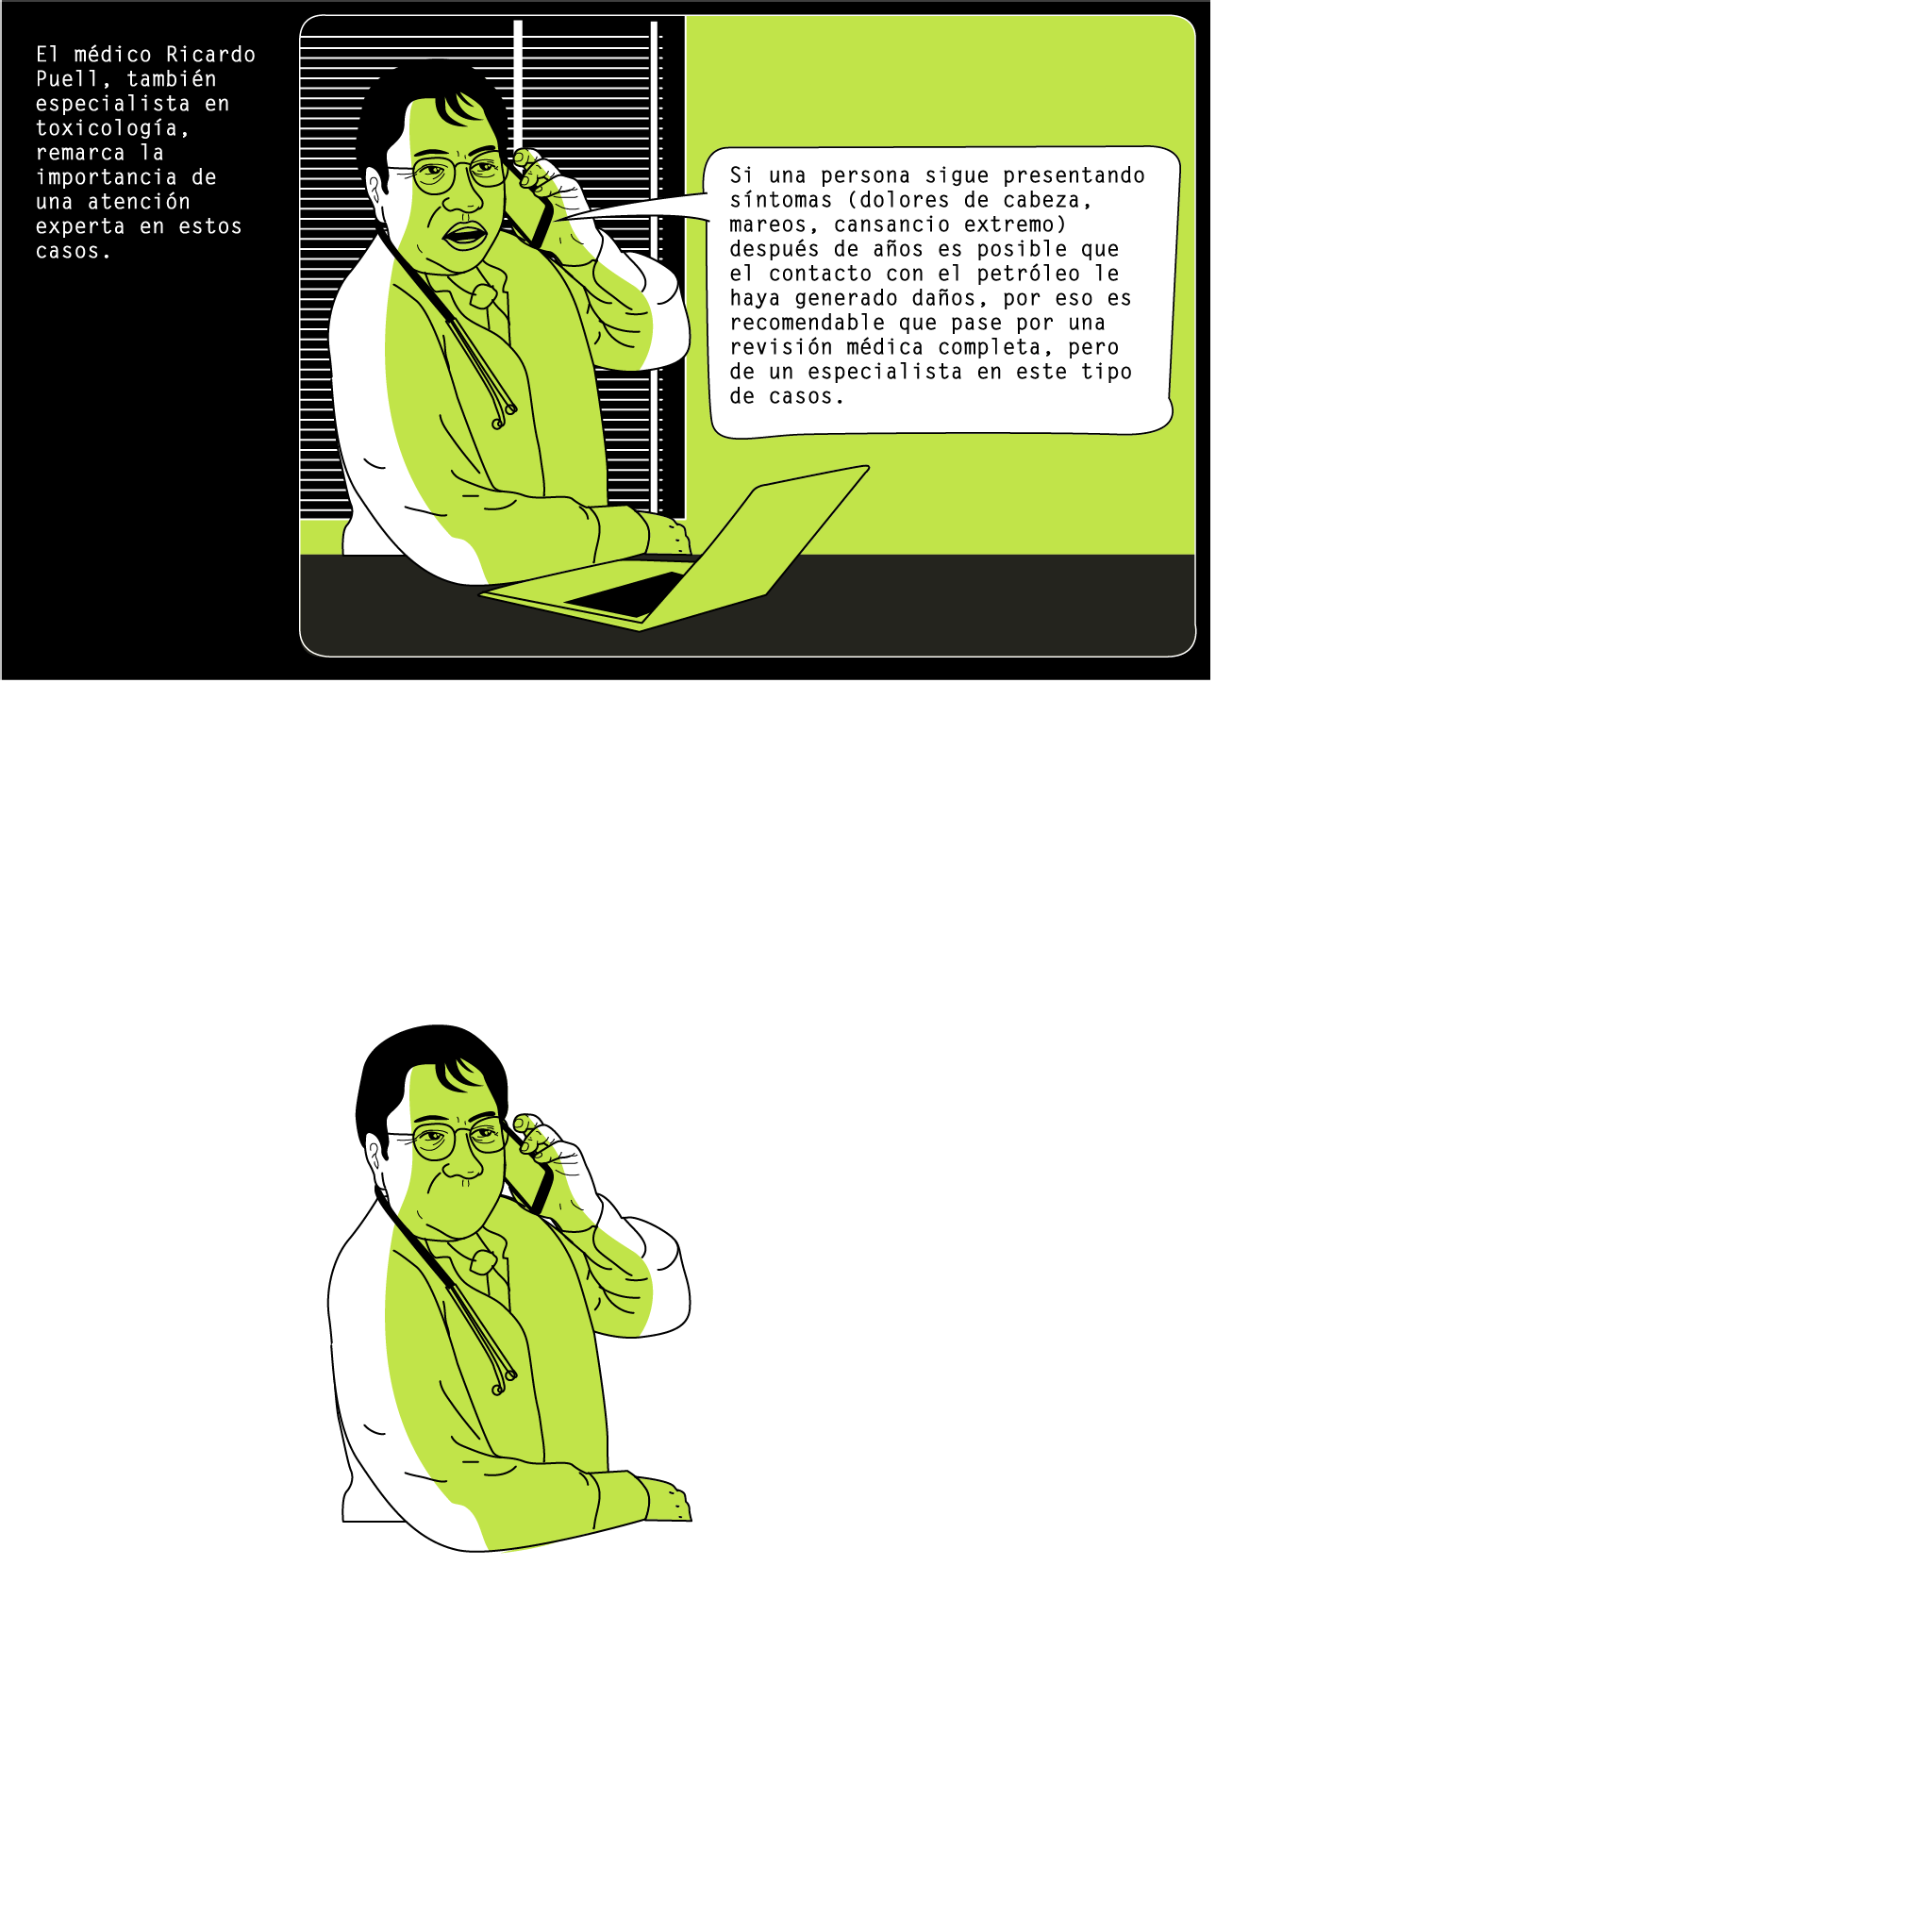 El médico Ricardo
Puell, también
especialista en
toxicología,
remarca la
importancia de
una atención
experta en estos
casos.
Si una persona sigue presentando
síntomas (dolores de cabeza,
mareos, cansancio extremo)
después de años es posible que
el contacto con el petróleo le
haya generado daños, por eso es
recomendable que pase por una
revisión médica completa, pero
de un especialista en este tipo
de casos.